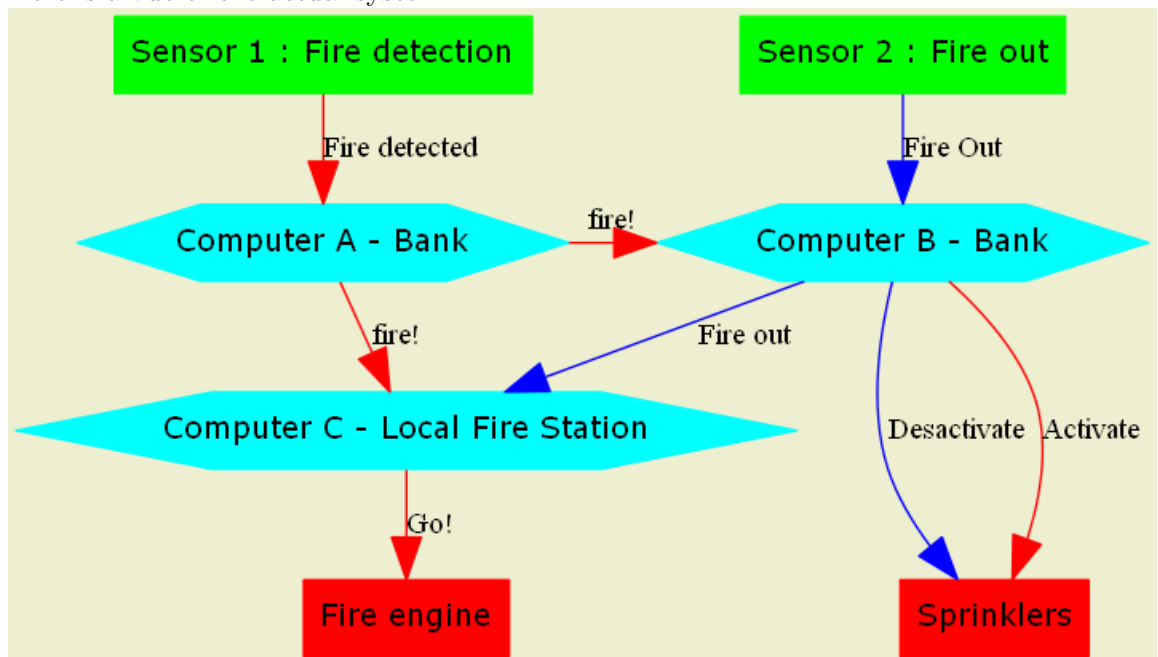 Sensor 1 : Fire detection
Sensor 2 : Fire out
Fire detected
Fire Out
Computer A - Bank
fire!
Computer B - Bank
fire!
Fire out
Computer C - Local Fire Station
Desactivate
Activate
Go!
Fire engine
Sprinklers